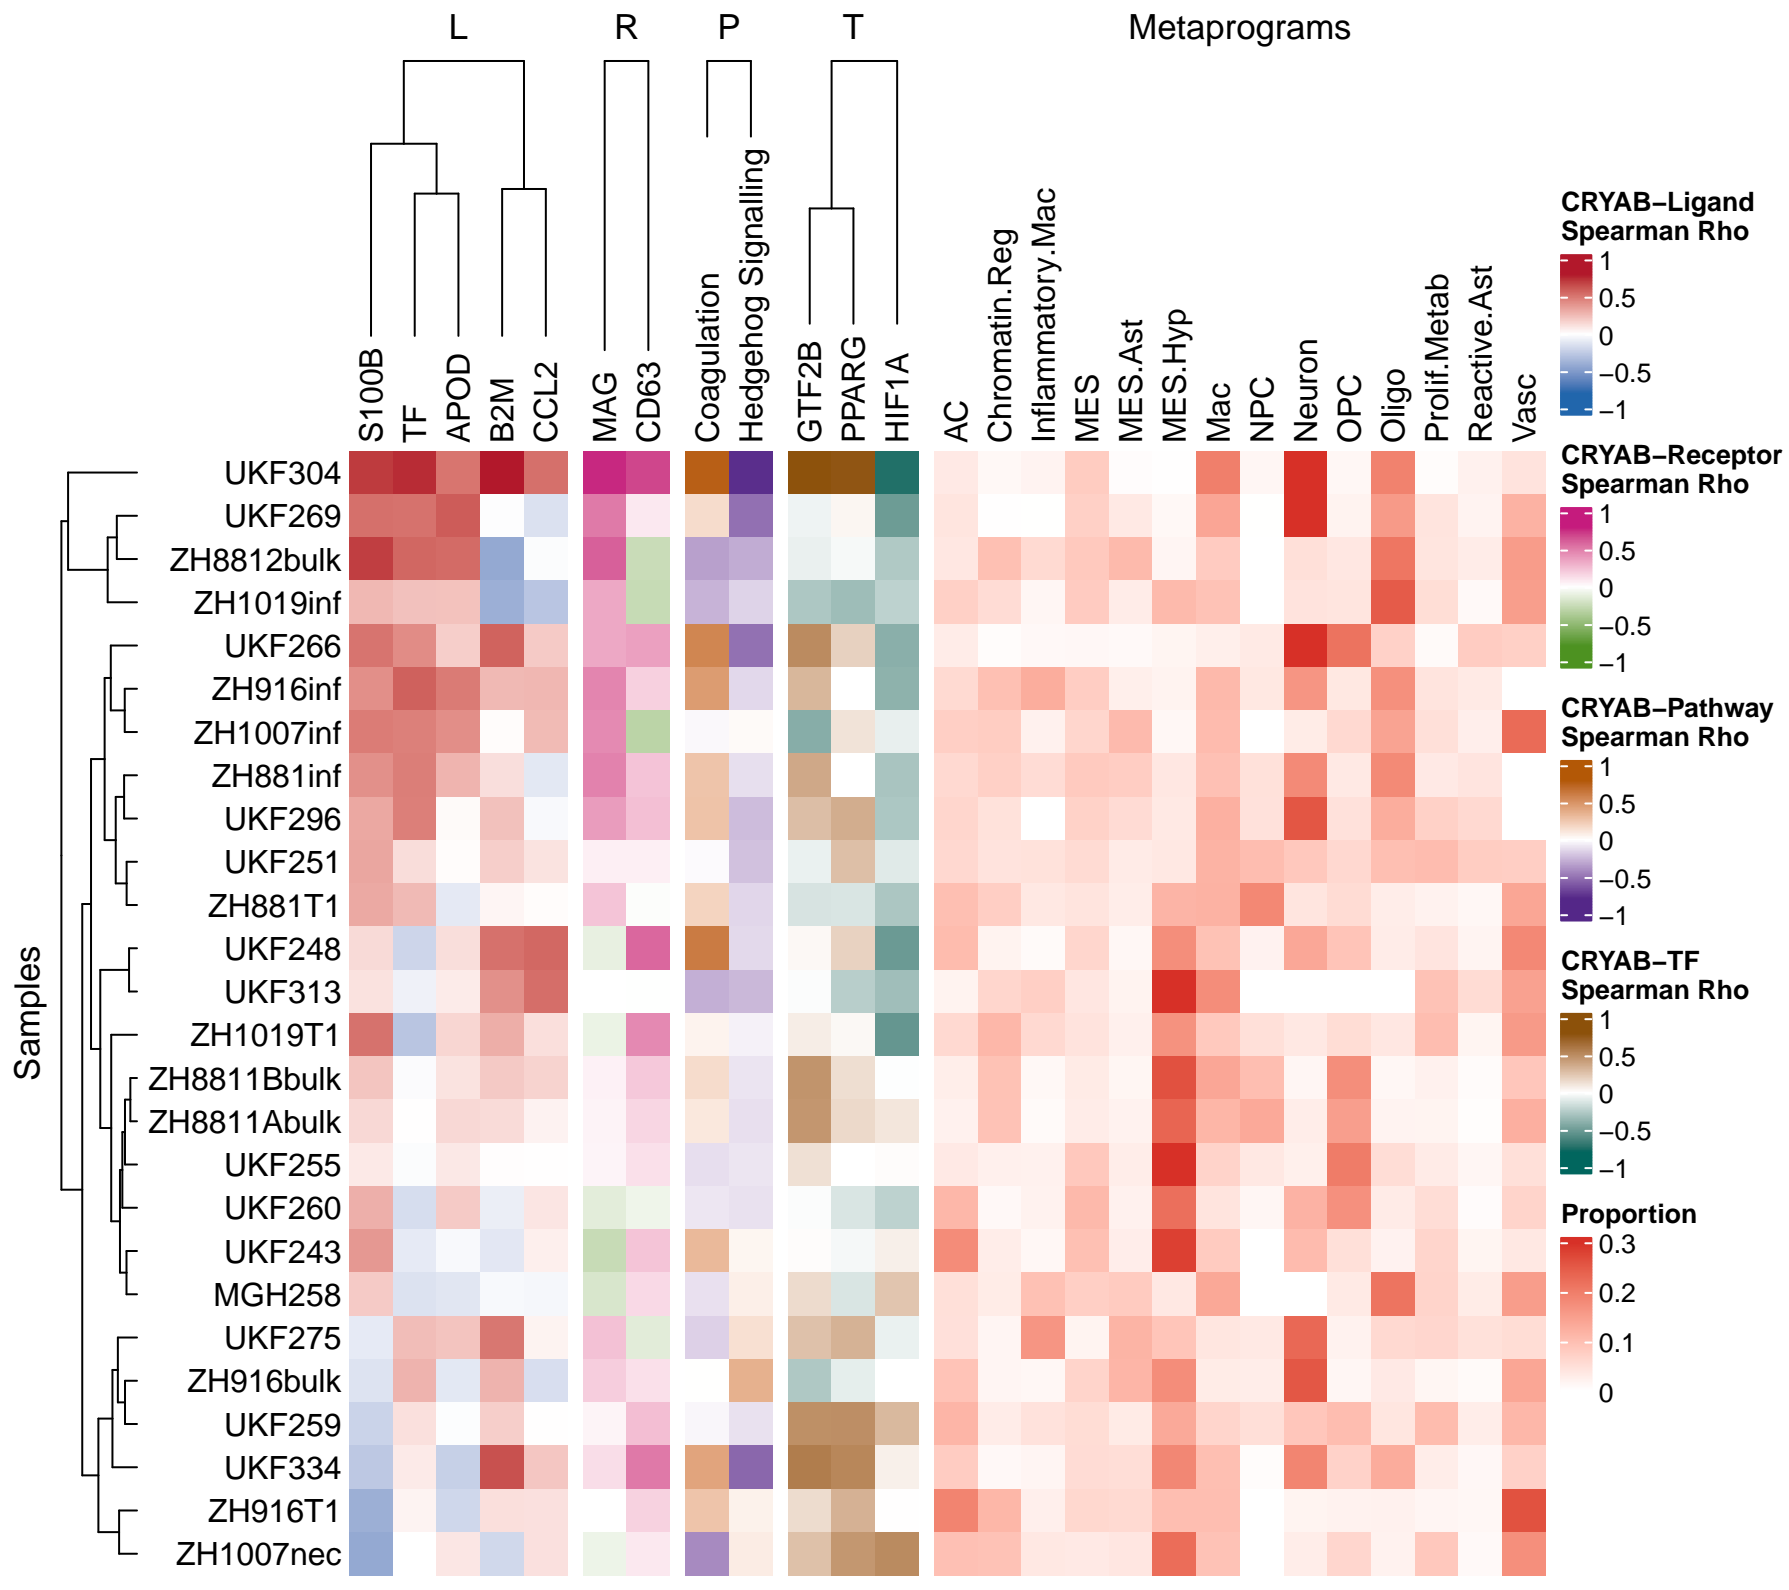 L R P T Metaprograms
S100B
TF
APOD
B2M
CCL2
MAG
CD63
Coagulation
Hedgehog Signalling
GTF2B
PPARG
HIF1A
AC
Chromatin.Reg
Inflammatory.Mac
MES
MES.Ast
MES.Hyp
Mac
NPC
Neuron
OPC
Oligo
Prolif.Metab
Reactive.Ast
Vasc
Samples
UKF304
UKF269
ZH8812bulk
ZH1019inf
UKF266
ZH916inf
ZH1007inf
ZH881inf
UKF296
UKF251
ZH881T1
UKF248
UKF313
ZH1019T1
ZH8811Bbulk
ZH8811Abulk
UKF255
UKF260
UKF243
MGH258
UKF275
ZH916bulk
UKF259
UKF334
ZH916T1
ZH1007nec
CRYAB−Ligand
Spearman Rho
1
0.5
0
−0.5
−1
CRYAB−Receptor
Spearman Rho
1
0.5
0
−0.5
−1
CRYAB−Pathway
Spearman Rho
1
0.5
0
−0.5
−1
CRYAB−TF
Spearman Rho
1
0.5
0
−0.5
−1
Proportion
0.3
0.2
0.1
0